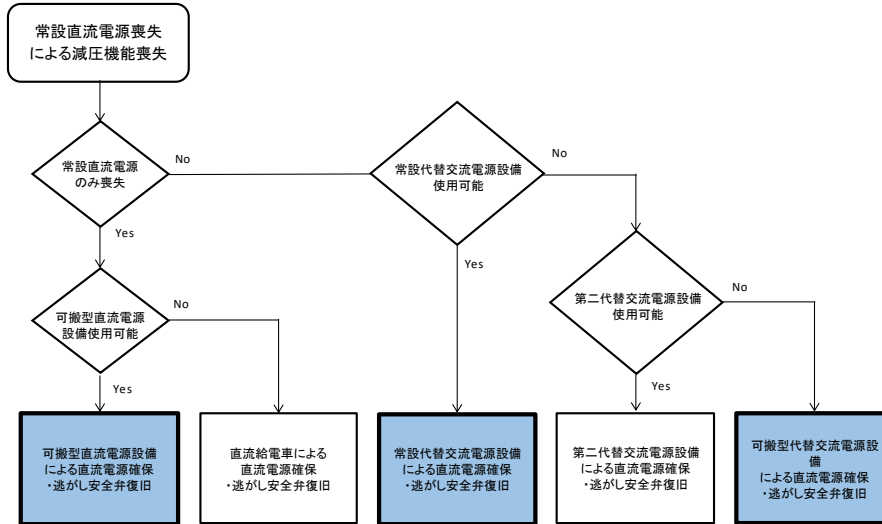 常設直流電源喪失
による減圧機能喪失
常設直流電源
のみ喪失
No
常設代替交流電源設備
使用可能
No
Yes
Yes
第二代替交流電源設備
使用可能
No
可搬型直流電源
設備使用可能
No
Yes
Yes
可搬型直流電源設備
による直流電源確保
・逃がし安全弁復旧
直流給電車による
直流電源確保
・逃がし安全弁復旧
常設代替交流電源設備
による直流電源確保
・逃がし安全弁復旧
第二代替交流電源設備
による直流電源確保
・逃がし安全弁復旧
可搬型代替交流電源設
備
による直流電源確保
・逃がし安全弁復旧